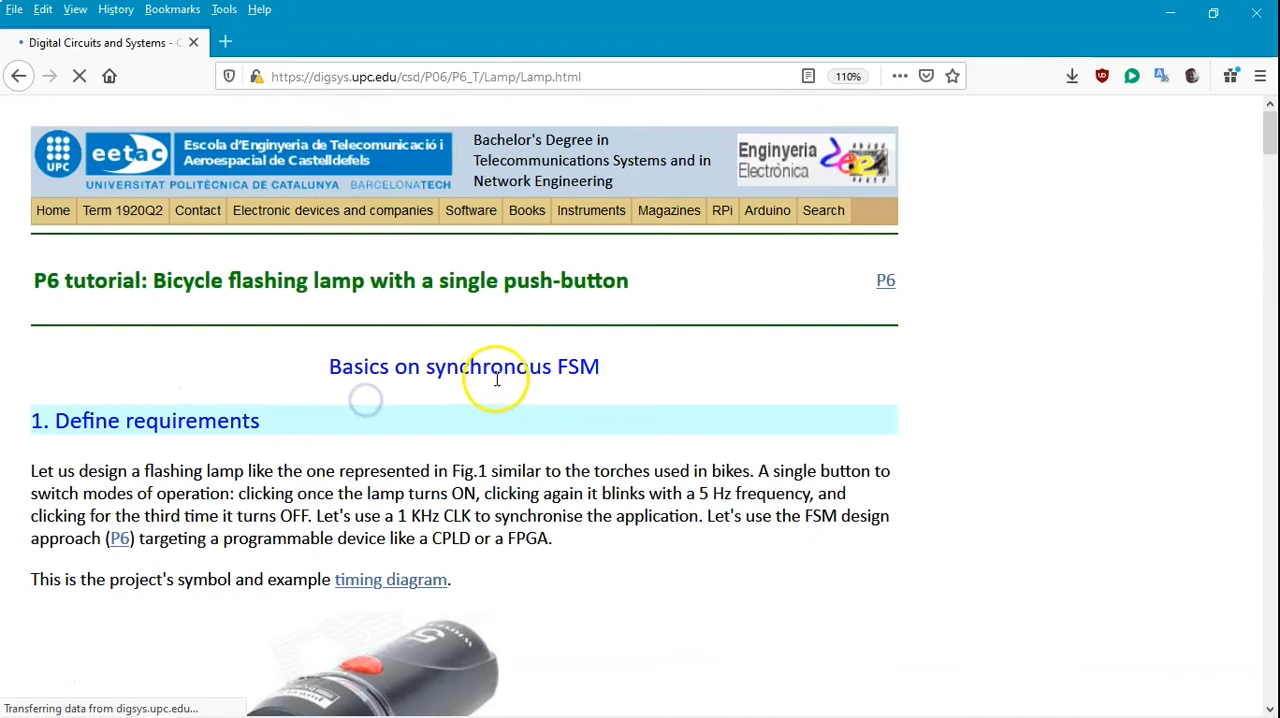 File Edit View History Bookmarks Tools Help
Digital Circuits and Systems - C
https://digsys.upc.edu/csd/P06/P6_T/Lamp/Lamp.html 110%
UPC eetac Escola d'Enginyeria de Telecomunicació i
Aeroespacial de Castelldefels
UNIVERSITAT POLITÈCNICA DE CATALUNYA BARCELONATECH
Bachelor's Degree in
Telecommunications Systems and in
Network Engineering
Enginyeria
Electrònica
Home Term 1920Q2 Contact Electronic devices and companies Software Books Instruments Magazines RPi Arduino Search
P6 tutorial: Bicycle flashing lamp with a single push-button P6
Basics on synchronous FSM
1. Define requirements
Let us design a flashing lamp like the one represented in Fig.1 similar to the torches used in bikes. A single button to
switch modes of operation: clicking once the lamp turns ON, clicking again it blinks with a 5 Hz frequency, and
clicking for the third time it turns OFF. Let's use a 1 KHz CLK to synchronise the application. Let's use the FSM design
approach (P6) targeting a programmable device like a CPLD or a FPGA.
This is the project's symbol and example timing diagram.
Transferring data from digsys.upc.edu...